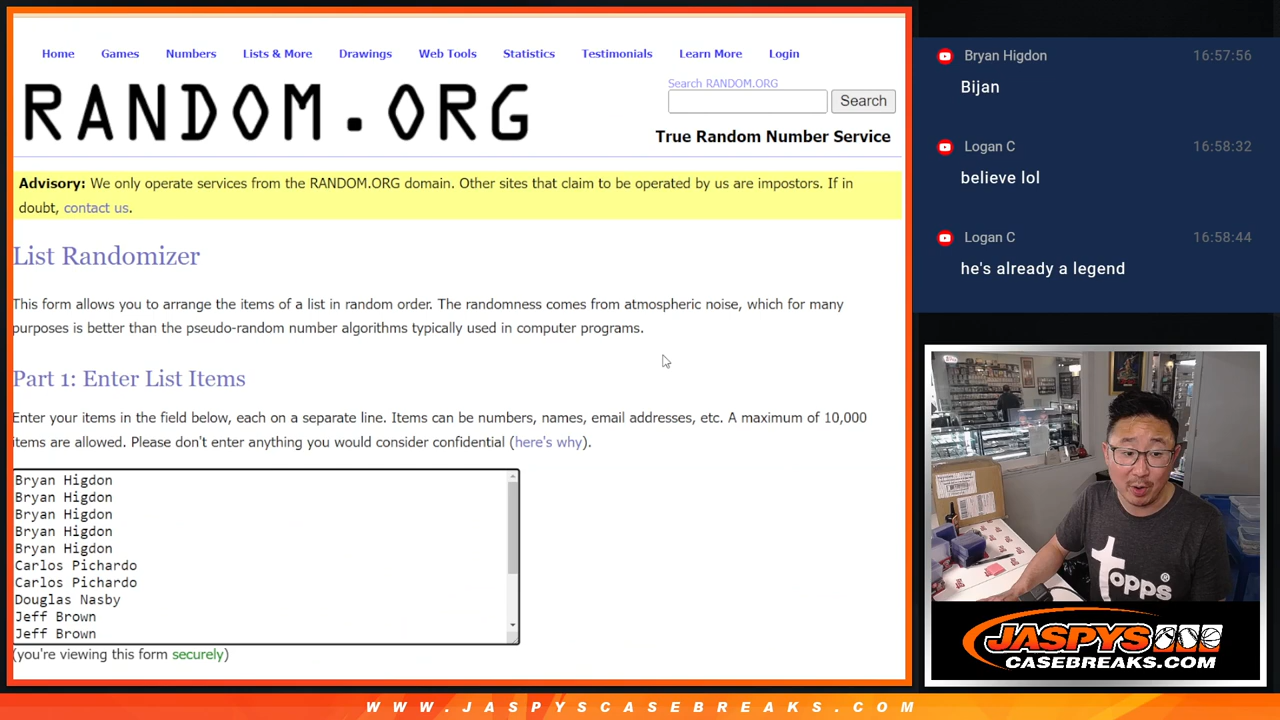 Home Games Numbers Lists & More Drawings Web Tools Statistics Testimonials Learn More Login
RANDOM.ORG
Search RANDOM.ORG
Search
True Random Number Service
Advisory: We only operate services from the RANDOM.ORG domain. Other sites that claim to be operated by us are impostors. If in
doubt, contact us.
List Randomizer
This form allows you to arrange the items of a list in random order. The randomness comes from atmospheric noise, which for many
purposes is better than the pseudo-random number algorithms typically used in computer programs.
Part 1: Enter List Items
Enter your items in the field below, each on a separate line. Items can be numbers, names, email addresses, etc. A maximum of 10,000
items are allowed. Please don't enter anything you would consider confidential (here's why).
Bryan Higdon
Bryan Higdon
Bryan Higdon
Bryan Higdon
Bryan Higdon
Carlos Pichardo
Carlos Pichardo
Douglas Nasby
Jeff Brown
Jeff Brown
(you're viewing this form securely)
Bryan Higdon 16:57:56
Bijan
Logan C 16:58:32
believe lol
Logan C 16:58:44
he's already a legend
topps®
JASPYS
CASEBREAKS.COM
WWW.JASPYSCASEBREAKS.COM